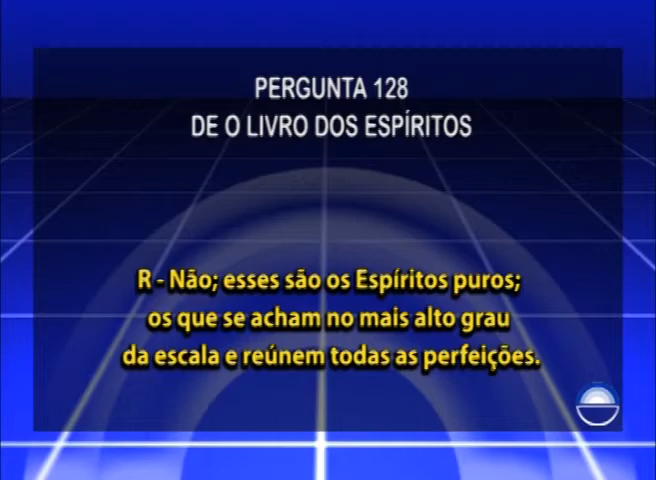 PERGUNTA 128
DE O LIVRO DOS ESPÍRITOS
R - Não; esses são os Espíritos puros;
os que se acham no mais alto grau
da escala e reúnem todas as perfeições.